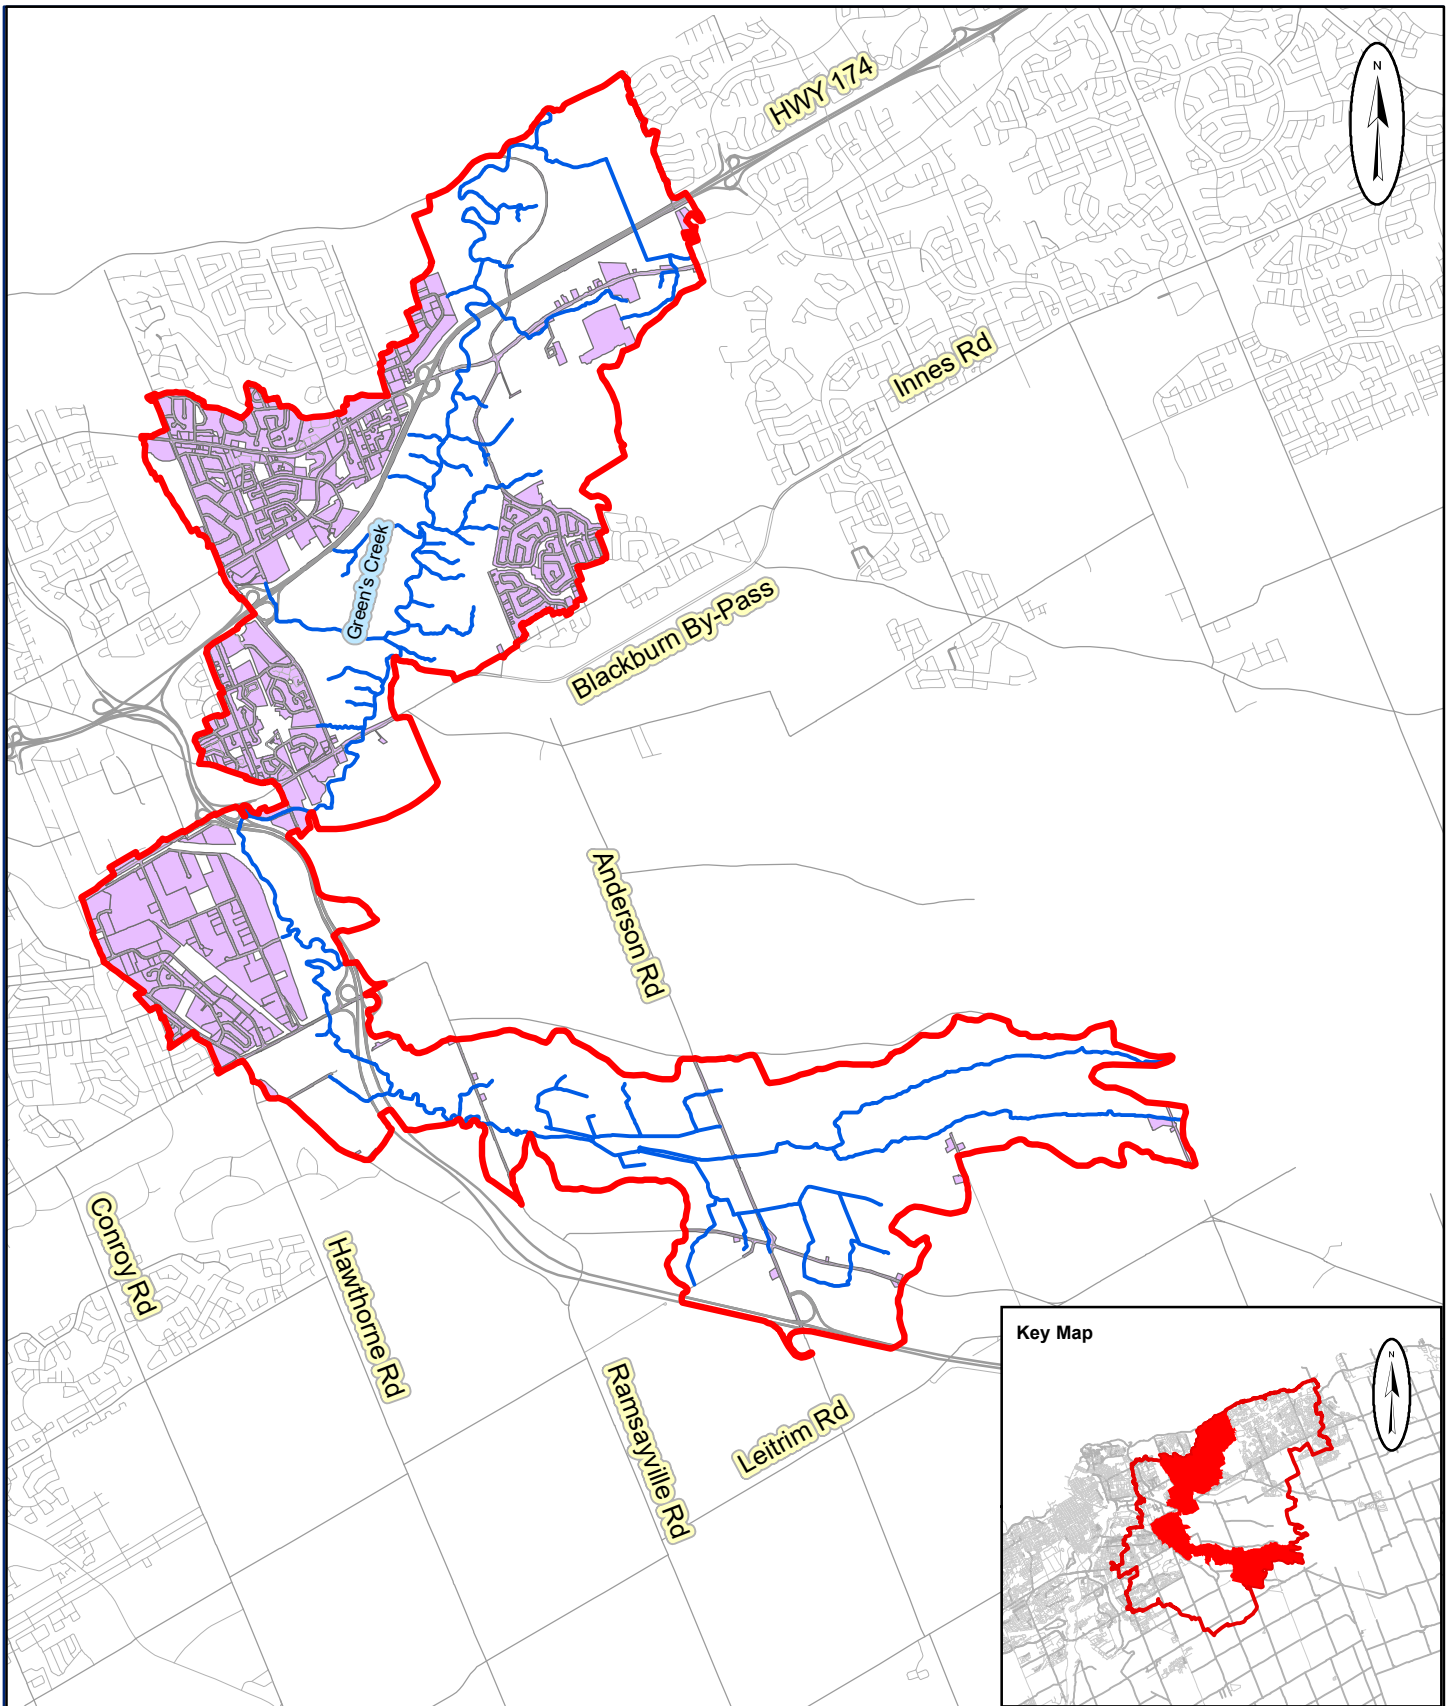 N
HWY 174
Innes Rd
Green's Creek
Blackburn By-Pass
Anderson Rd
Conroy Rd
Hawthorne Rd
Ramsayville Rd
Leitrim Rd
Key Map
N